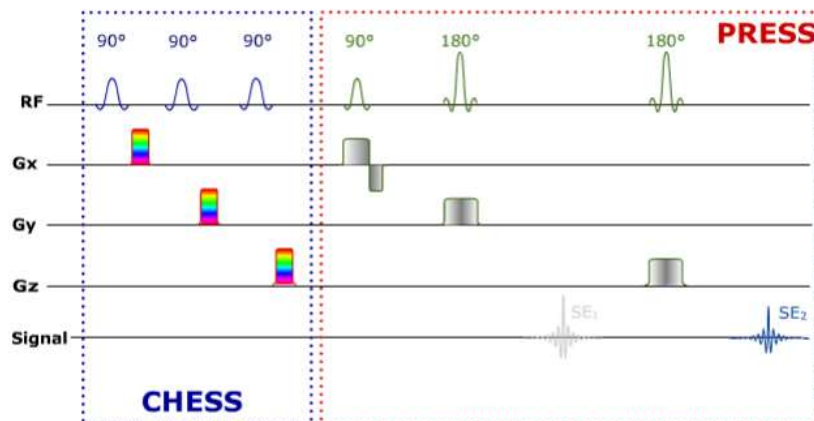 90° 90° 90° 90° 180° 180° PRESS
RF
Gx
Gy
Gz
SE₁ SE₂
Signal
CHESS